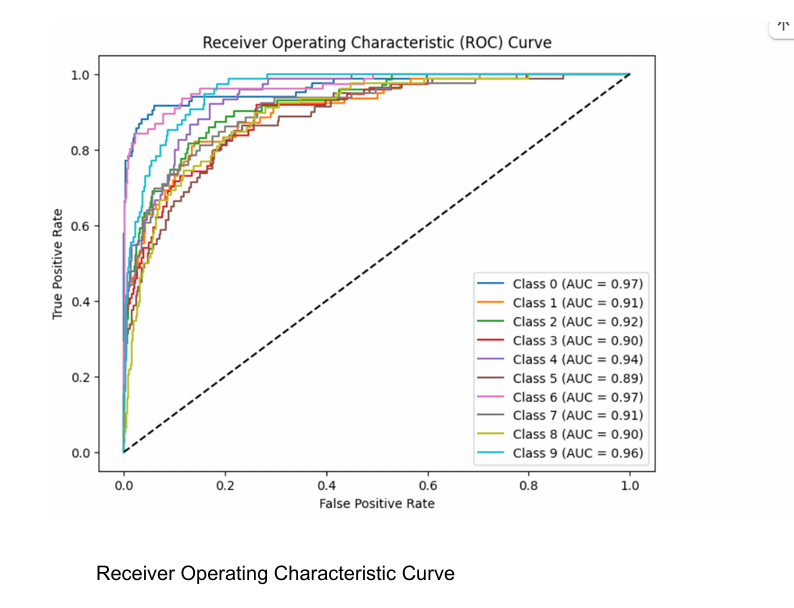 Receiver Operating Characteristic (ROC) Curve
1.0
0.8
0.6
0.4
0.2
0.0
True Positive Rate
Class 0 (AUC = 0.97)
Class 1 (AUC = 0.91)
Class 2 (AUC = 0.92)
Class 3 (AUC = 0.90)
Class 4 (AUC = 0.94)
Class 5 (AUC = 0.89)
Class 6 (AUC = 0.97)
Class 7 (AUC = 0.91)
Class 8 (AUC = 0.90)
Class 9 (AUC = 0.96)
0.0 0.2 0.4 0.6 0.8 1.0
False Positive Rate
Receiver Operating Characteristic Curve